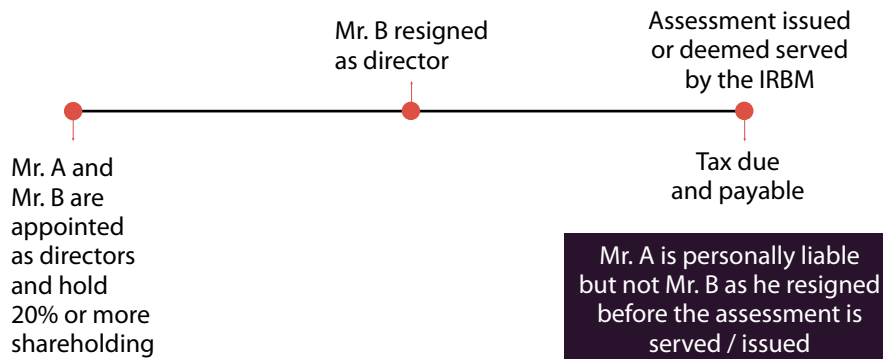 Mr. A and
Mr. B are
appointed
as directors
and hold
20% or more
shareholding
Mr. B resigned
as director
Assessment issued
or deemed served
by the IRBM
Tax due
and payable
Mr. A is personally liable
but not Mr. B as he resigned
before the assessment is
served / issued